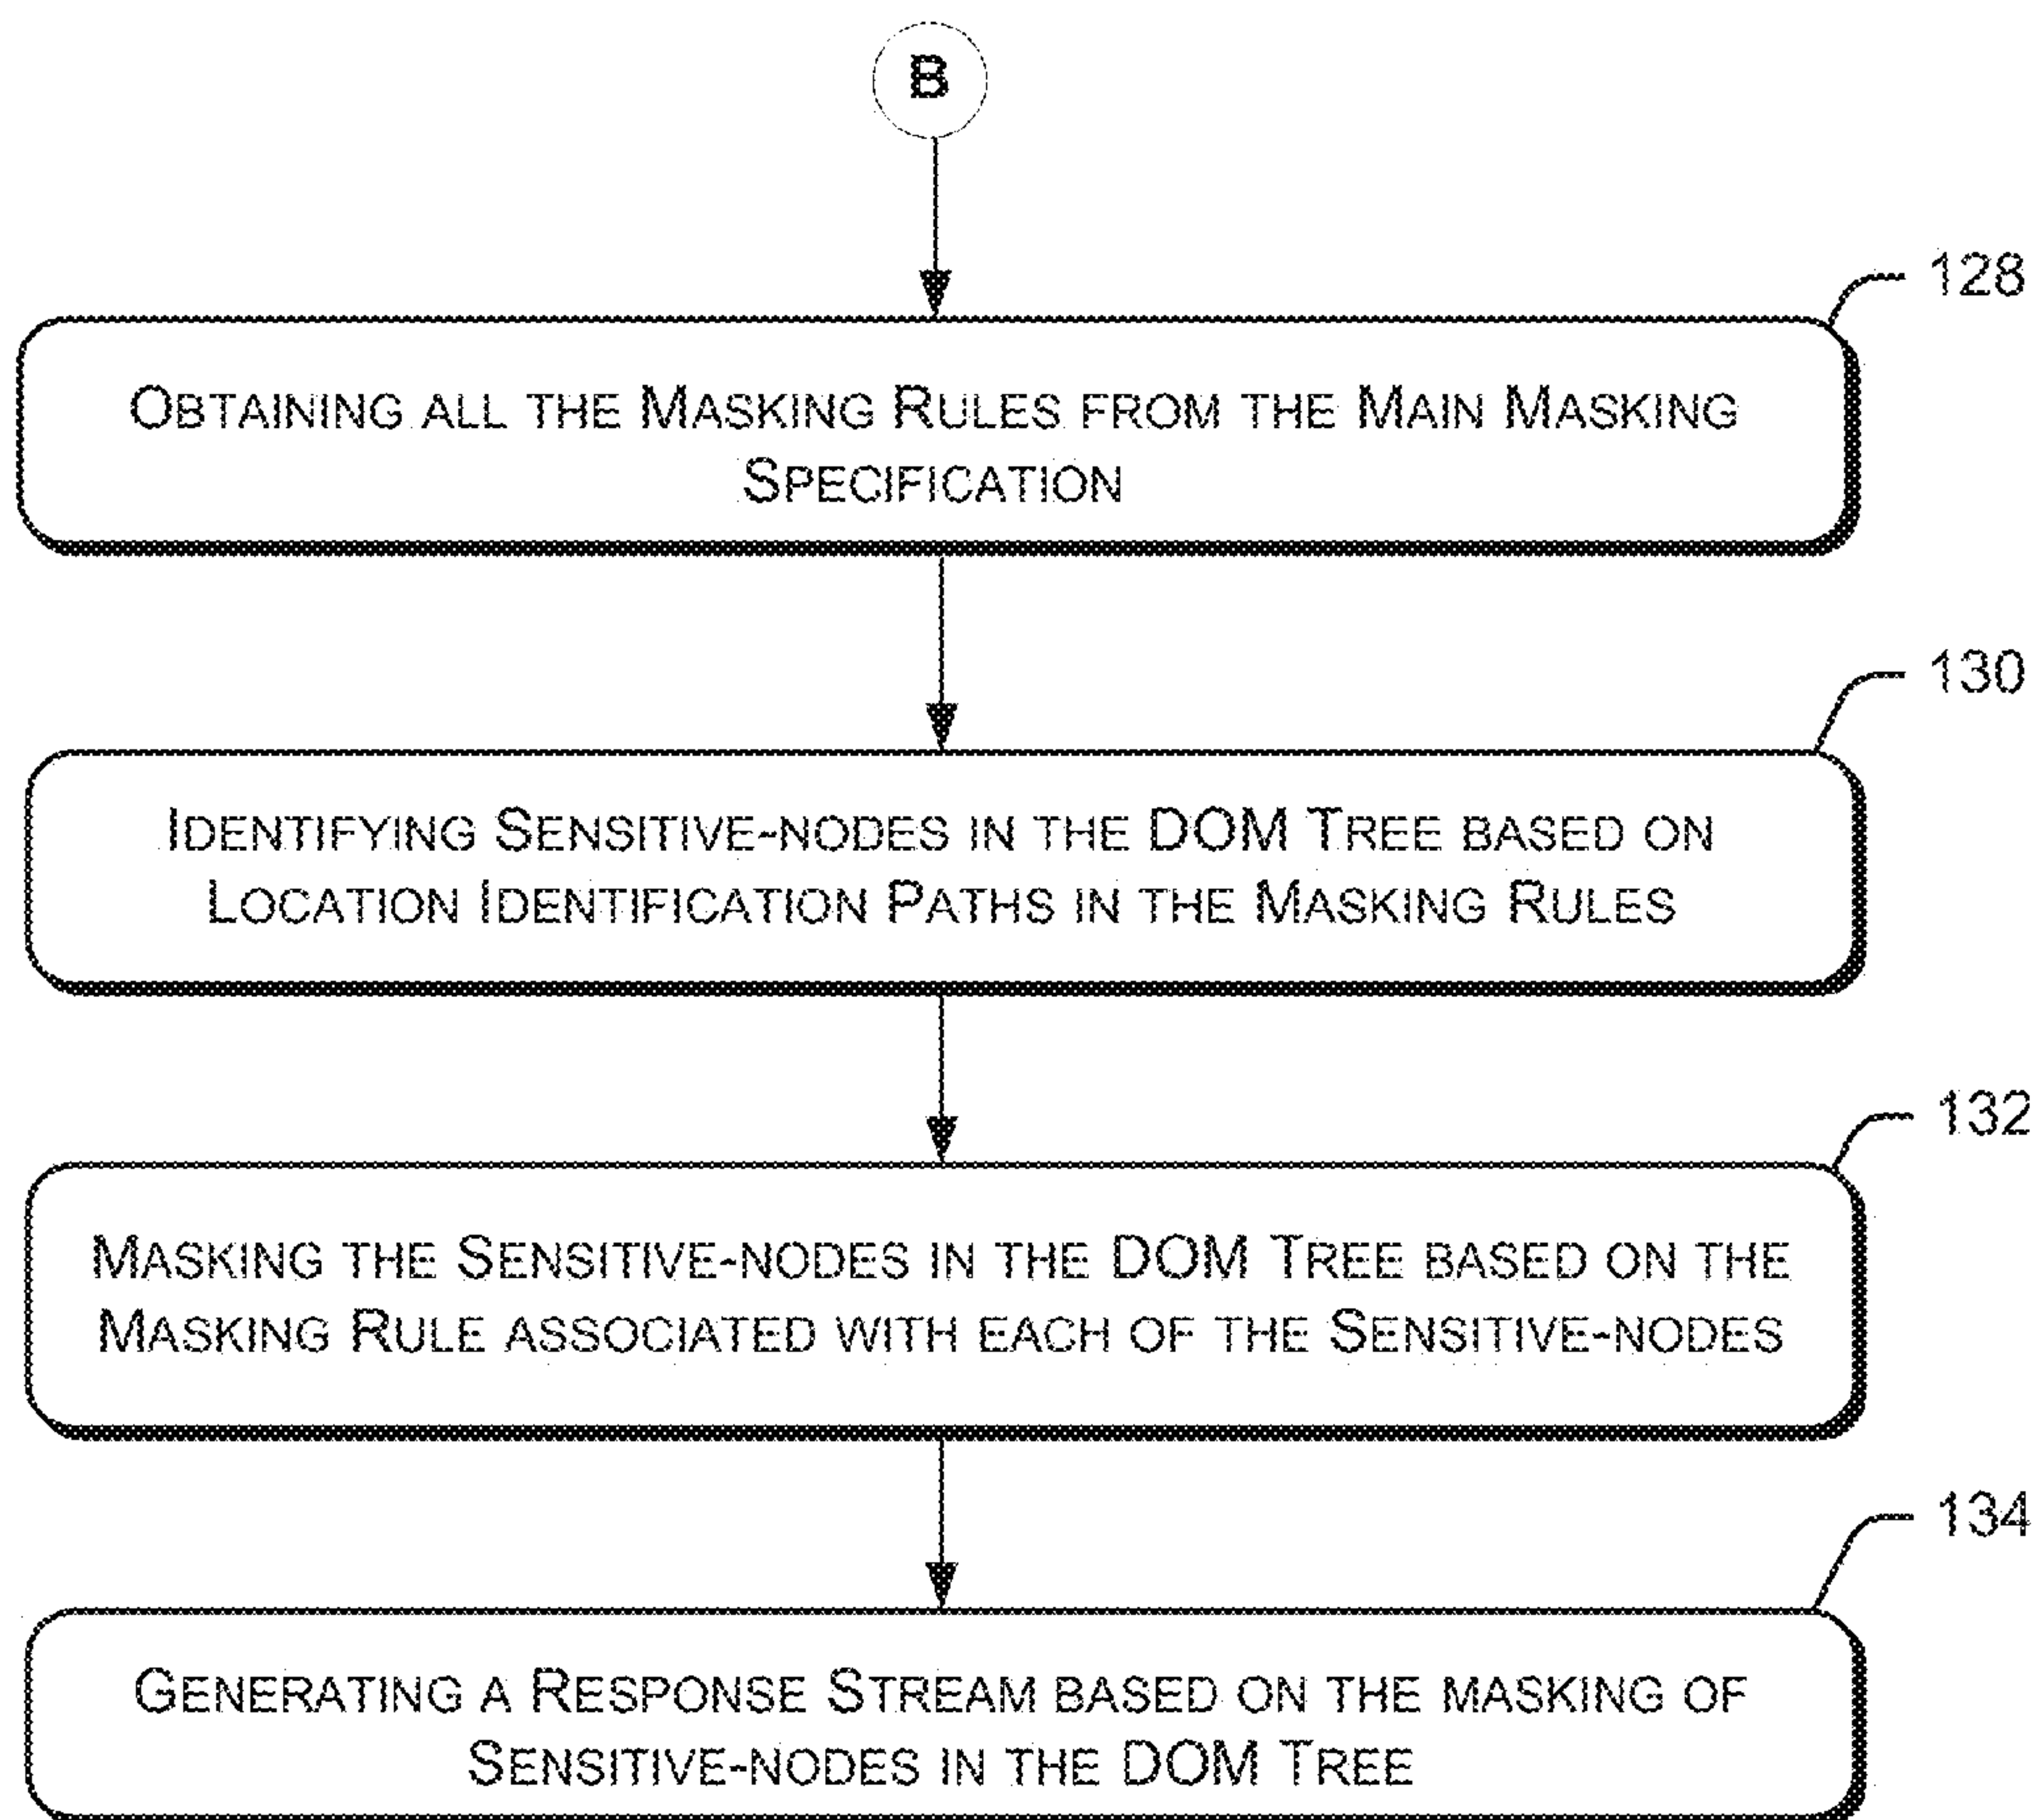 B
128
OBTAINING ALL THE MASKING RULES FROM THE MAIN MASKING
SPECIFICATION
130
IDENTIFYING SENSITIVE-NODES IN THE DOM TREE BASED ON
LOCATION IDENTIFICATION PATHS IN THE MASKING RULES
132
MASKING THE SENSITIVE-NODES IN THE DOM TREE BASED ON THE
MASKING RULE ASSOCIATED WITH EACH OF THE SENSITIVE-NODES
134
GENERATING A RESPONSE STREAM BASED ON THE MASKING OF
SENSITIVE-NODES IN THE DOM TREE